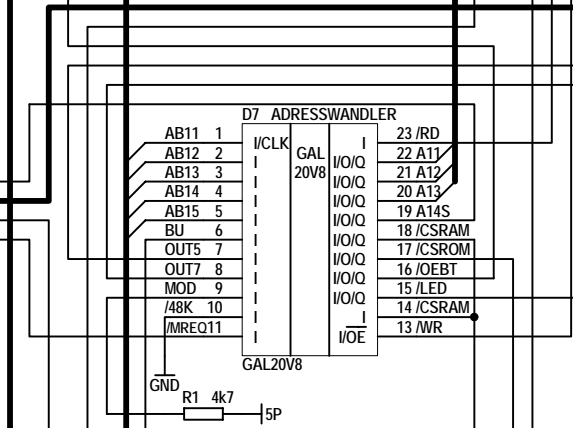 D7 ADRESSWANDLER
AB11 1 I/CLK I 23 /RD
AB12 2 I GAL I/O/Q 22 A11
AB13 3 I 20V8 I/O/Q 21 A12
AB14 4 I I/O/Q 20 A13
AB15 5 I I/O/Q 19 A14S
BU 6 I I/O/Q 18 /CSRAM
OUT5 7 I I/O/Q 17 /CSROM
OUT7 8 I I/O/Q 16 /OEBT
MOD 9 I I/O/Q 15 /LED
/48K 10 I I 14 /CSRAM
/MREQ 11 I I/OE 13 /WR
GAL20V8
GND
R1 4k7
5P